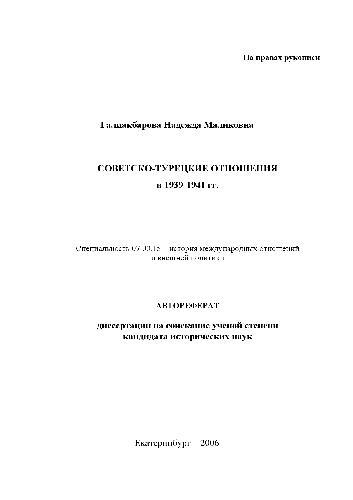 На правах рукописи
Галиакбарова Надежда Маликовна
СОВЕТСКО-ТУРЕЦКИЕ ОТНОШЕНИЯ
в 1939-1941 гг.
Специальность 07.00.15 – история международных отношений
и внешней политики
АВТОРЕФЕРАТ
диссертации на соискание ученой степени
кандидата исторических наук
Екатеринбург – 2006